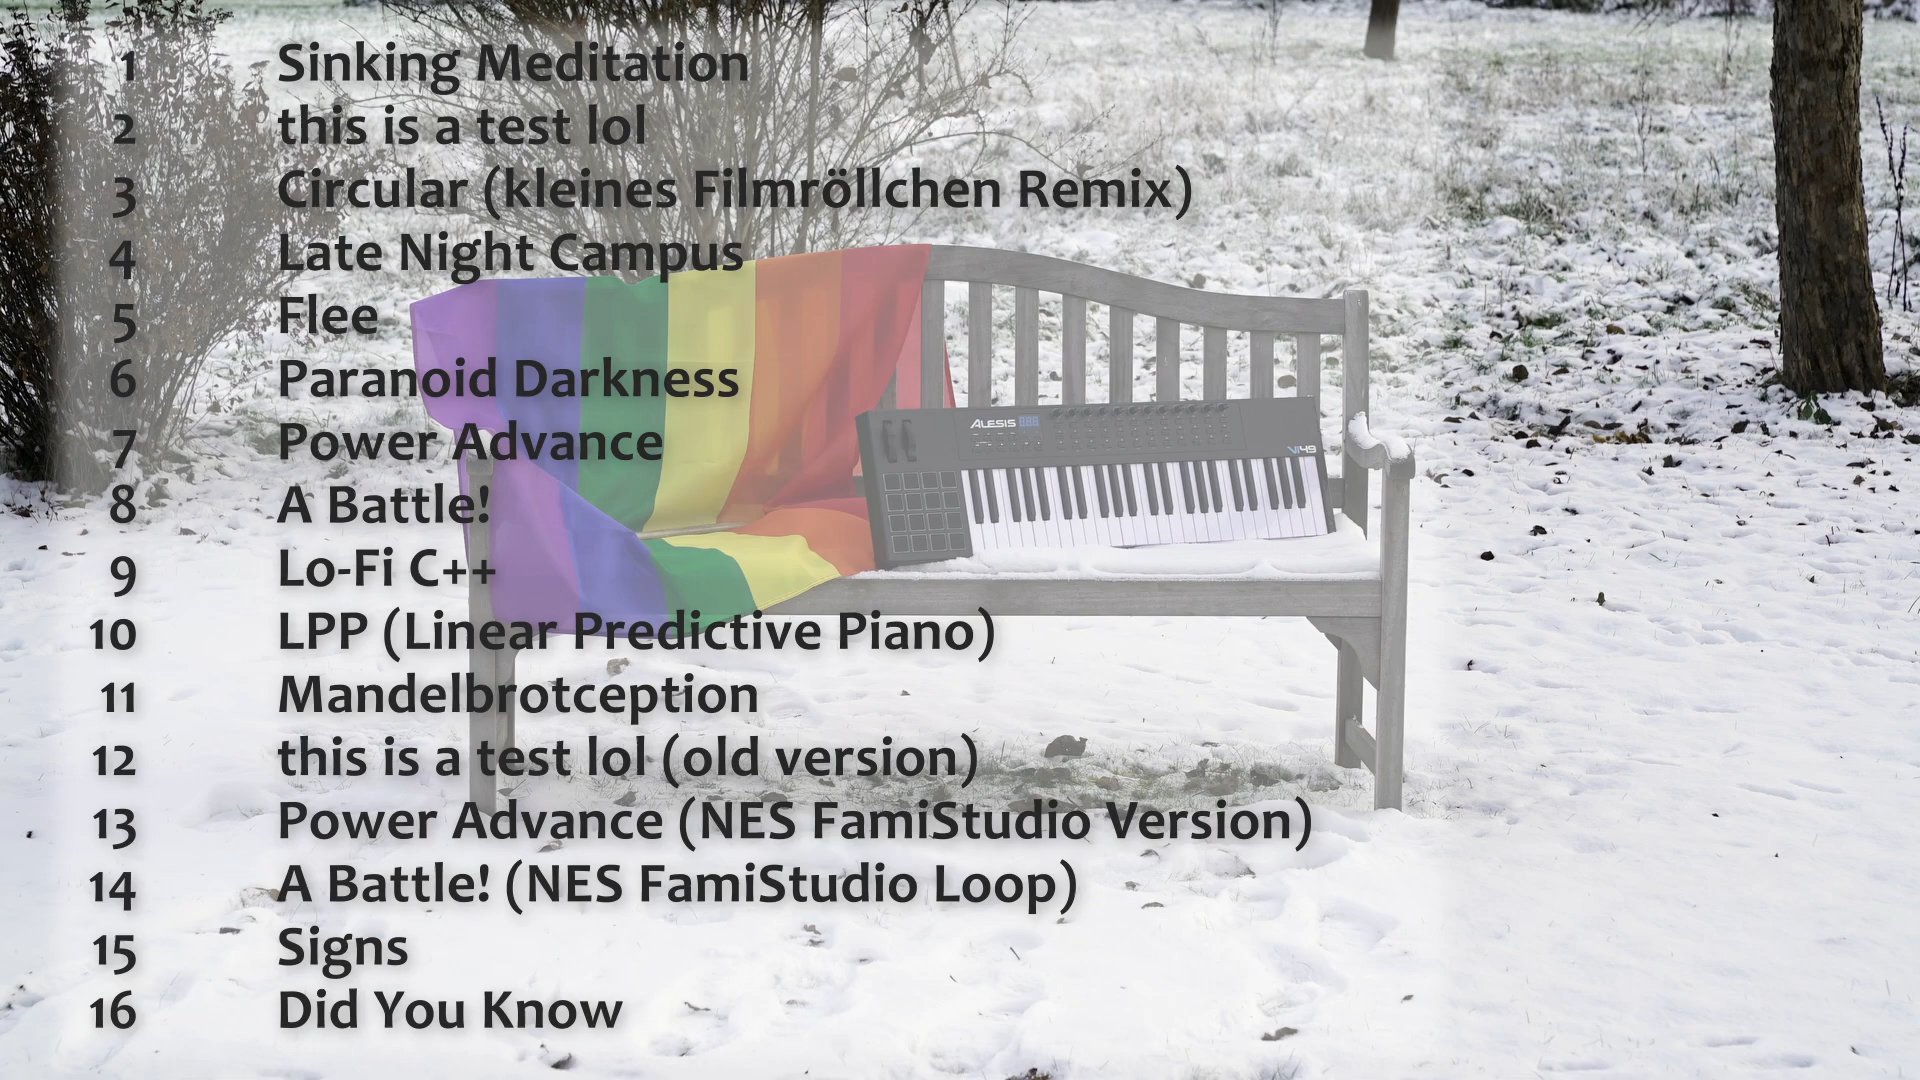 1 Sinking Meditation
2 this is a test lol
3 Circular (kleines Filmröllchen Remix)
4 Late Night Campus
5 Flee
6 Paranoid Darkness
7 Power Advance
8 A Battle!
9 Lo-Fi C++
10 LPP (Linear Predictive Piano)
11 Mandelbrotception
12 this is a test lol (old version)
13 Power Advance (NES FamiStudio Version)
14 A Battle! (NES FamiStudio Loop)
15 Signs
16 Did You Know
ALESIS
VI49